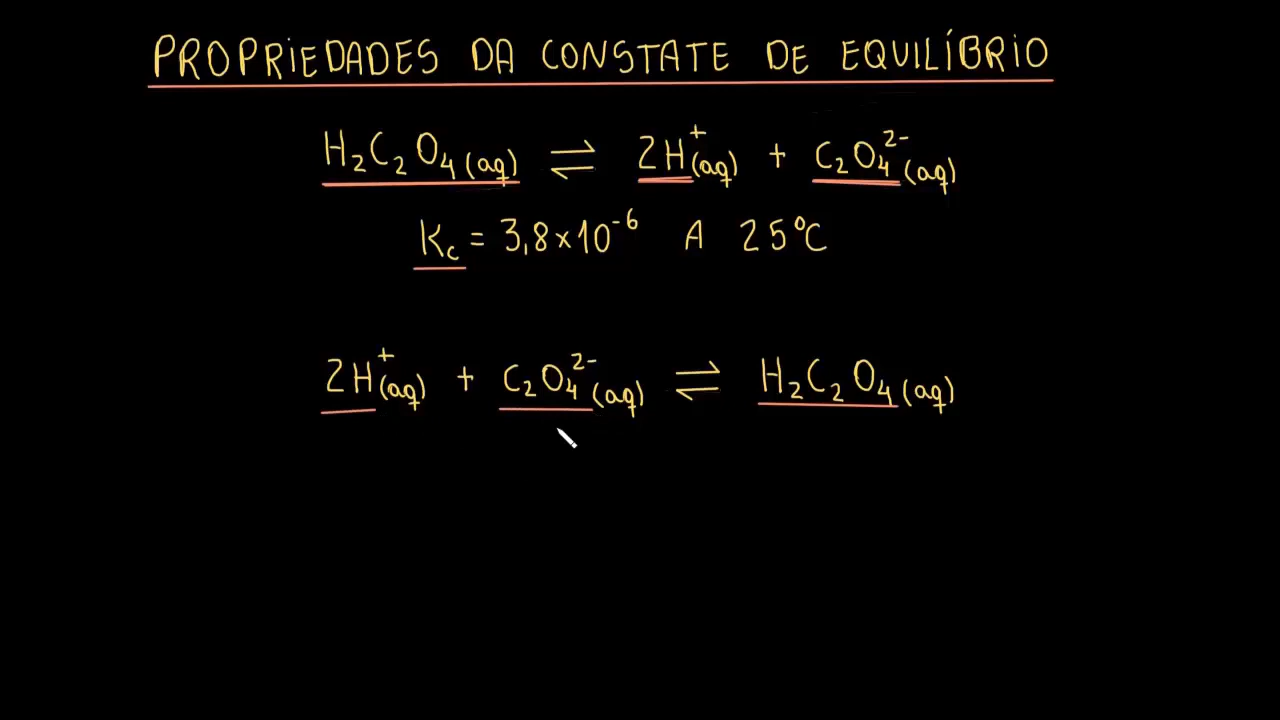 PROPRiEDADES DA CONSTATE DE EQUILÍBRIO
H₂C₂O₄(aq) ⇌ 2H⁺(aq) + C₂O₄²⁻(aq)
Kc = 3,8×10⁻⁶ A 25°C
2H⁺(aq) + C₂O₄²⁻(aq) ⇌ H₂C₂O₄(aq)